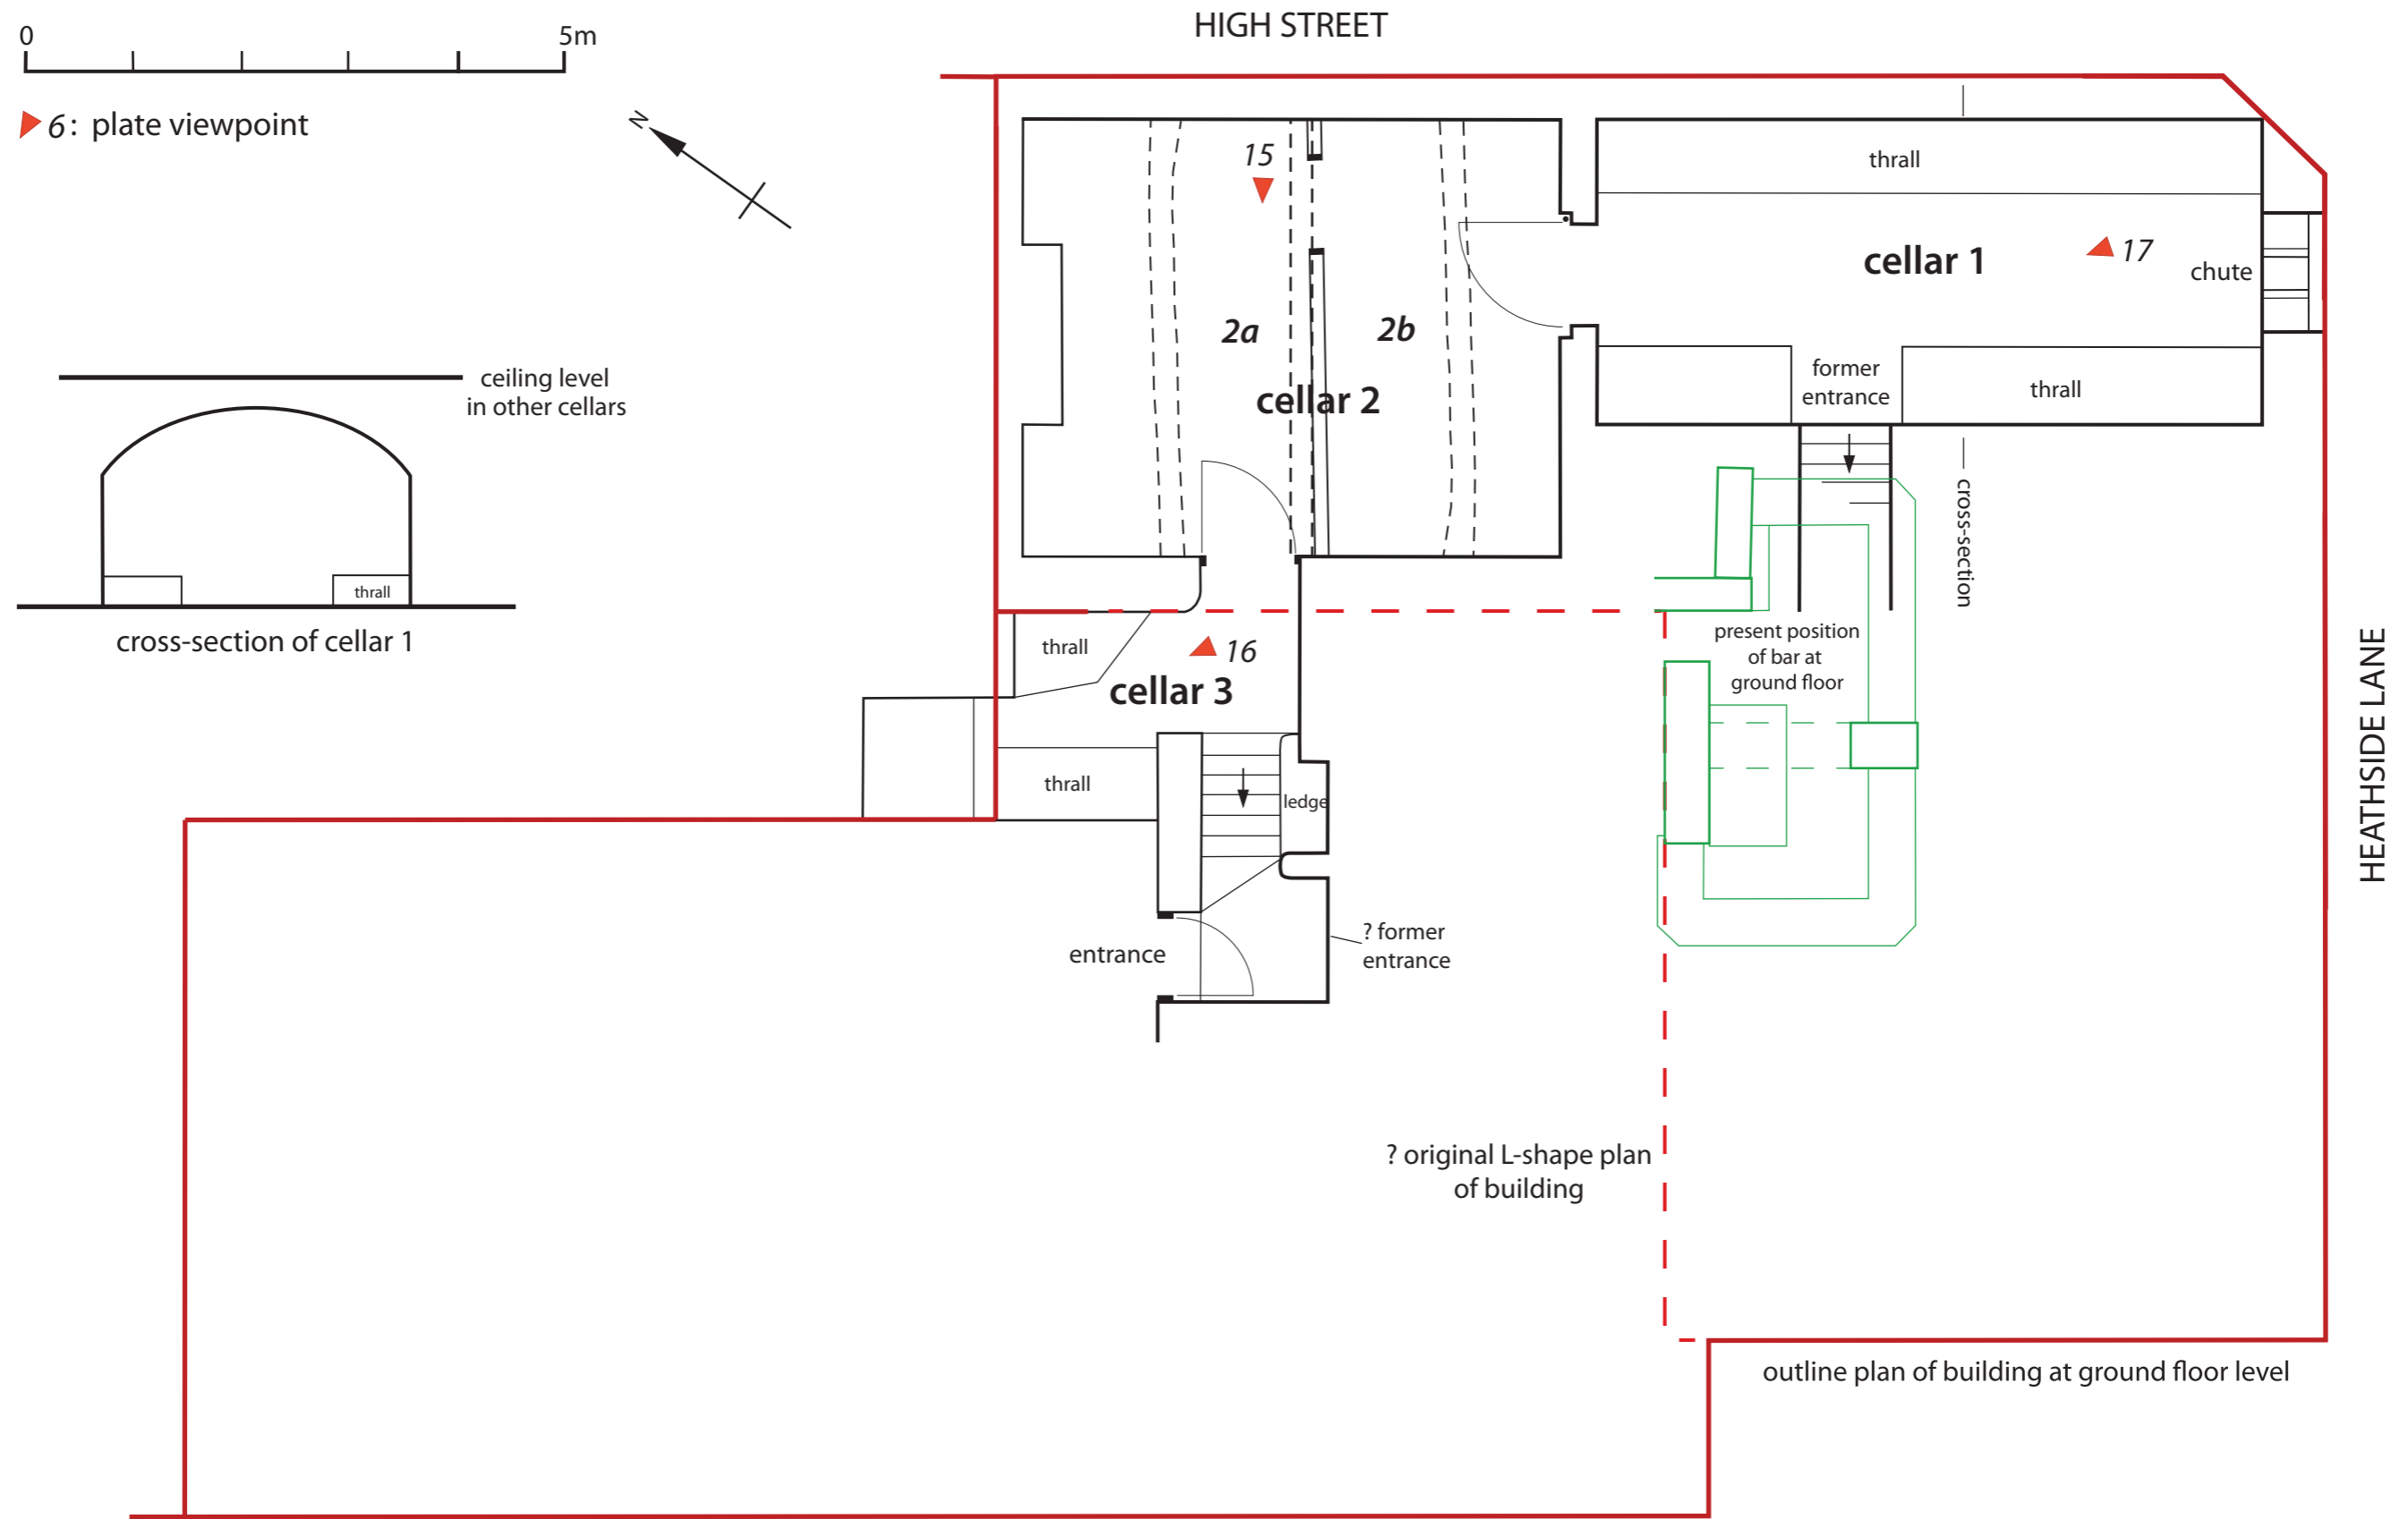 HIGH STREET
0
5m
6: plate viewpoint
N
15
thrall
cellar 1
17
chute
2a
2b
cellar 2
former
entrance
thrall
ceiling level
in other cellars
thrall
cross-section of cellar 1
cross-section
thrall
16
cellar 3
present position
of bar at
ground floor
HEATHSIDE LANE
thrall
ledge
entrance
? former
entrance
? original L-shape plan
of building
outline plan of building at ground floor level